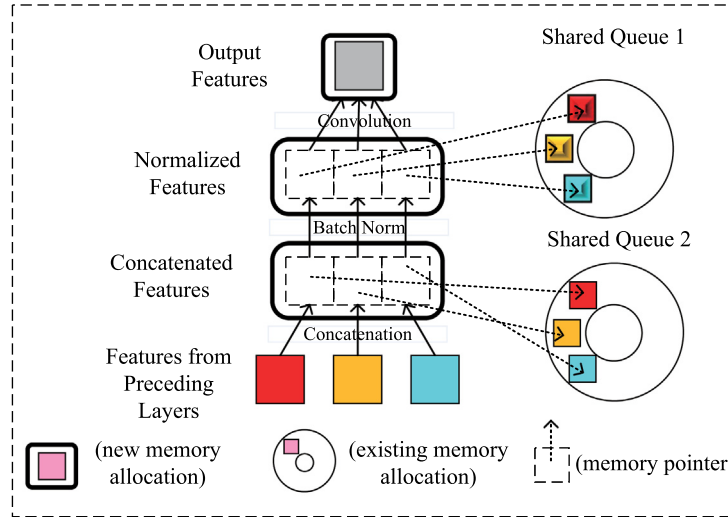 Output
Features
Shared Queue 1
Convolution
Normalized
Features
Batch Norm
Shared Queue 2
Concatenated
Features
Concatenation
Features from
Preceding
Layers
(new memory
allocation)
(existing memory
allocation)
(memory pointer